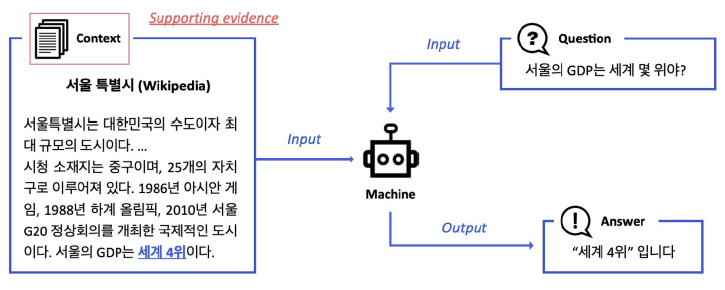 Supporting evidence
Context
서울 특별시 (Wikipedia)
서울특별시는 대한민국의 수도이자 최
대 규모의 도시이다. ...
시청 소재지는 중구이며, 25개의 자치
구로 이루어져 있다. 1986년 아시안 게
임, 1988년 하계 올림픽, 2010년 서울
G20 정상회의를 개최한 국제적인 도시
이다. 서울의 GDP는 세계 4위이다.
Input
Input
? Question
서울의 GDP는 세계 몇 위야?
Machine
Output
! Answer
“세계 4위” 입니다